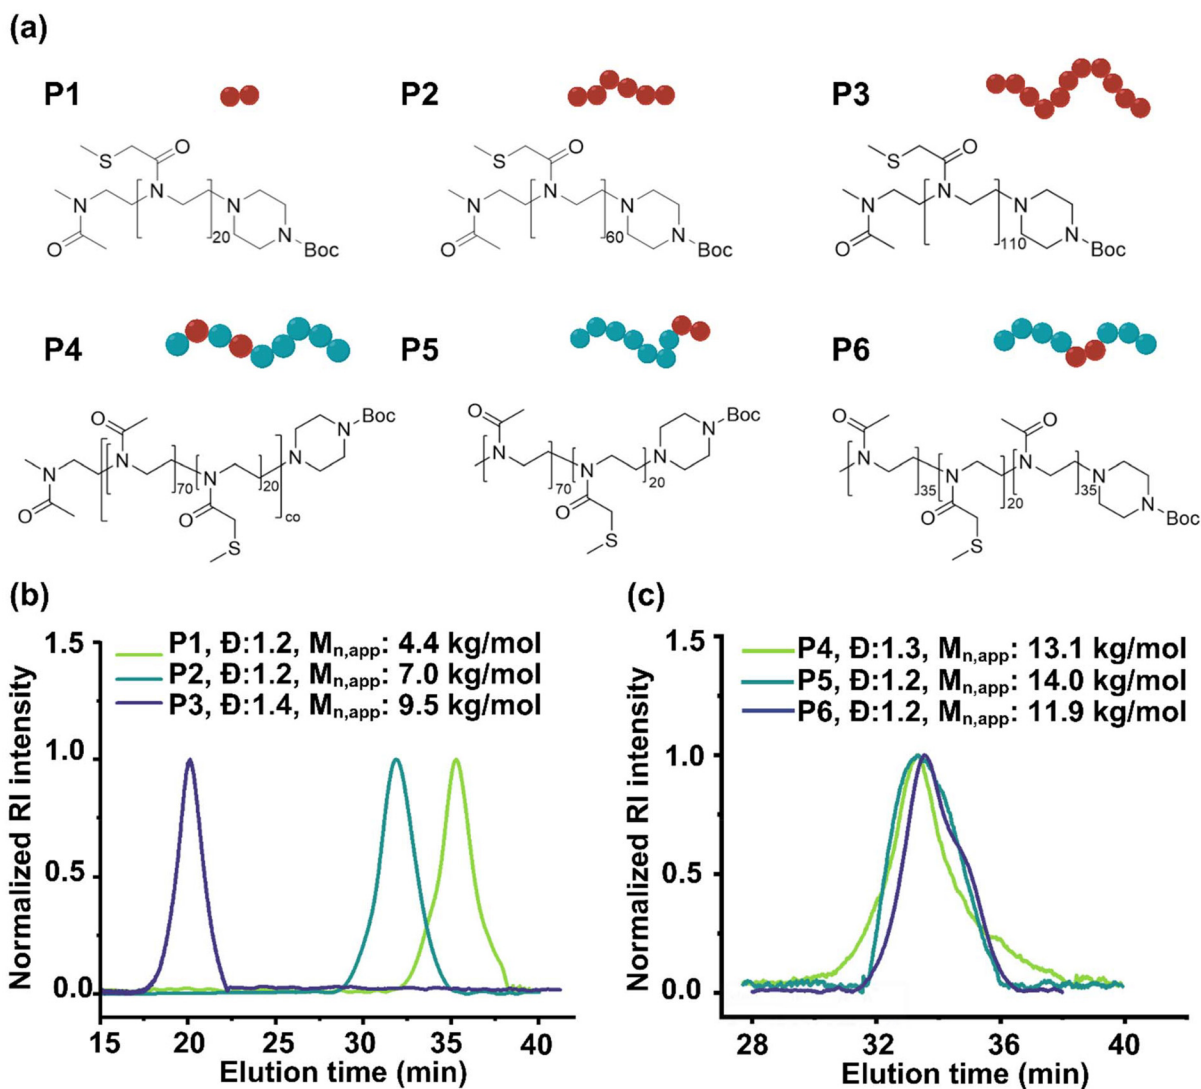 (a)
P1
P2
P3
S
O
S
O
S
O
N
N
N
N
N
N
N
N
N
O
20
N
Boc
O
60
N
Boc
O
110
N
Boc
P4
P5
P6
O
N
Boc
O
N
Boc
O
O
N
N
N
N
N
N
N
N
70
N
20
70
N
20
35
N
20
35
N
O
O
co
O
O
N
Boc
S
S
S
(b)
P1, Đ:1.2, Mn,app: 4.4 kg/mol
P2, Đ:1.2, Mn,app: 7.0 kg/mol
P3, Đ:1.4, Mn,app: 9.5 kg/mol
Normalized RI intensity
1.5
1.0
0.5
0.0
15 20 25 30 35 40
Elution time (min)
(c)
P4, Đ:1.3, Mn,app: 13.1 kg/mol
P5, Đ:1.2, Mn,app: 14.0 kg/mol
P6, Đ:1.2, Mn,app: 11.9 kg/mol
Normalized RI intensity
1.5
1.0
0.5
0.0
28 32 36 40
Elution time (min)